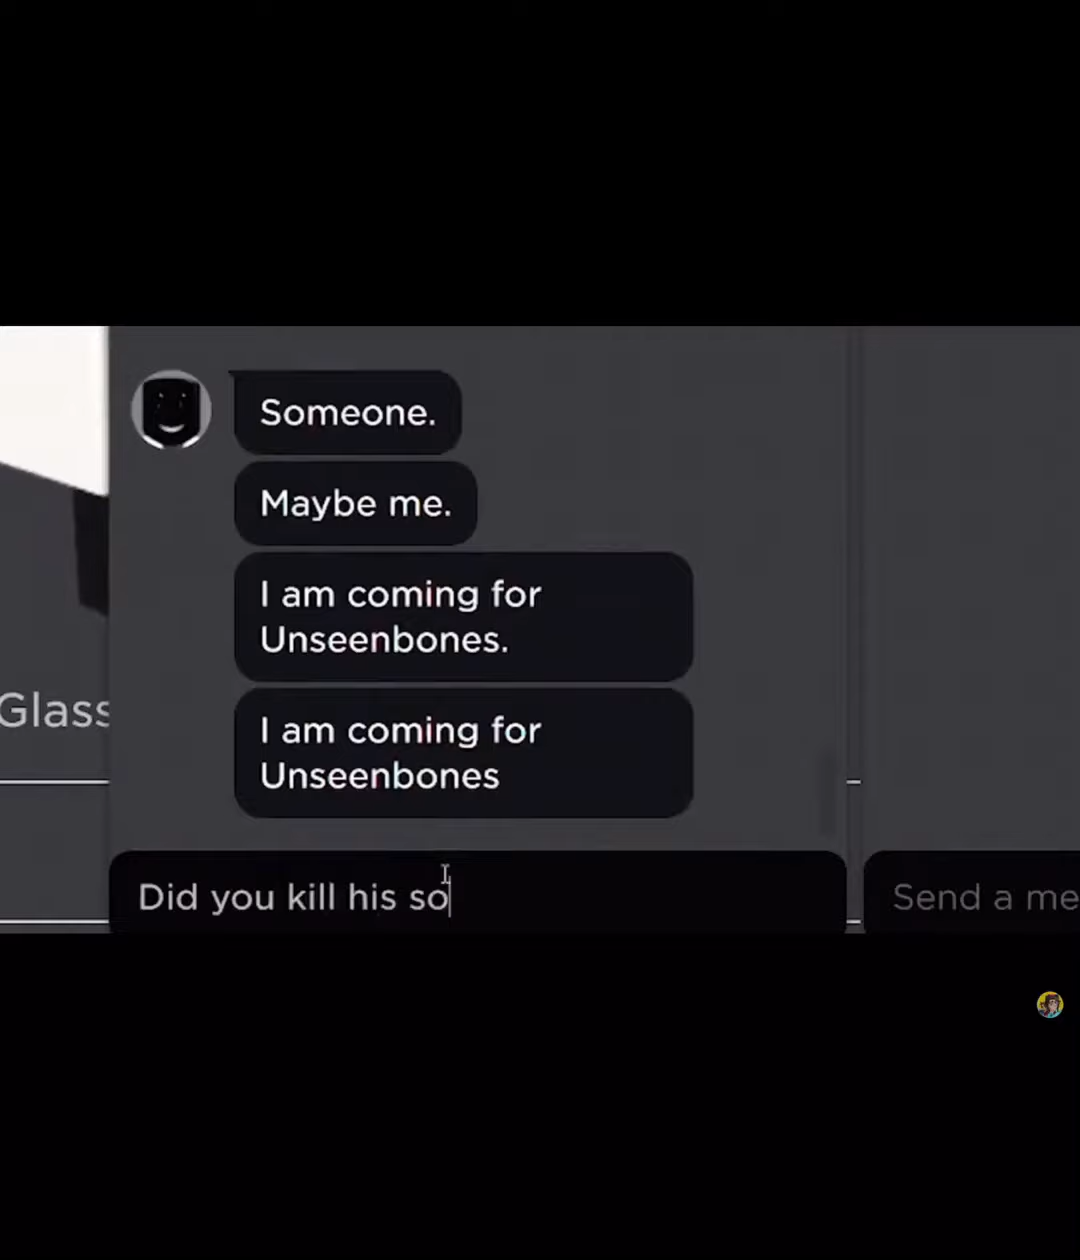 Someone.
Maybe me.
I am coming for
Unseenbones.
I am coming for
Unseenbones
Glass
Did you kill his so
Send a me